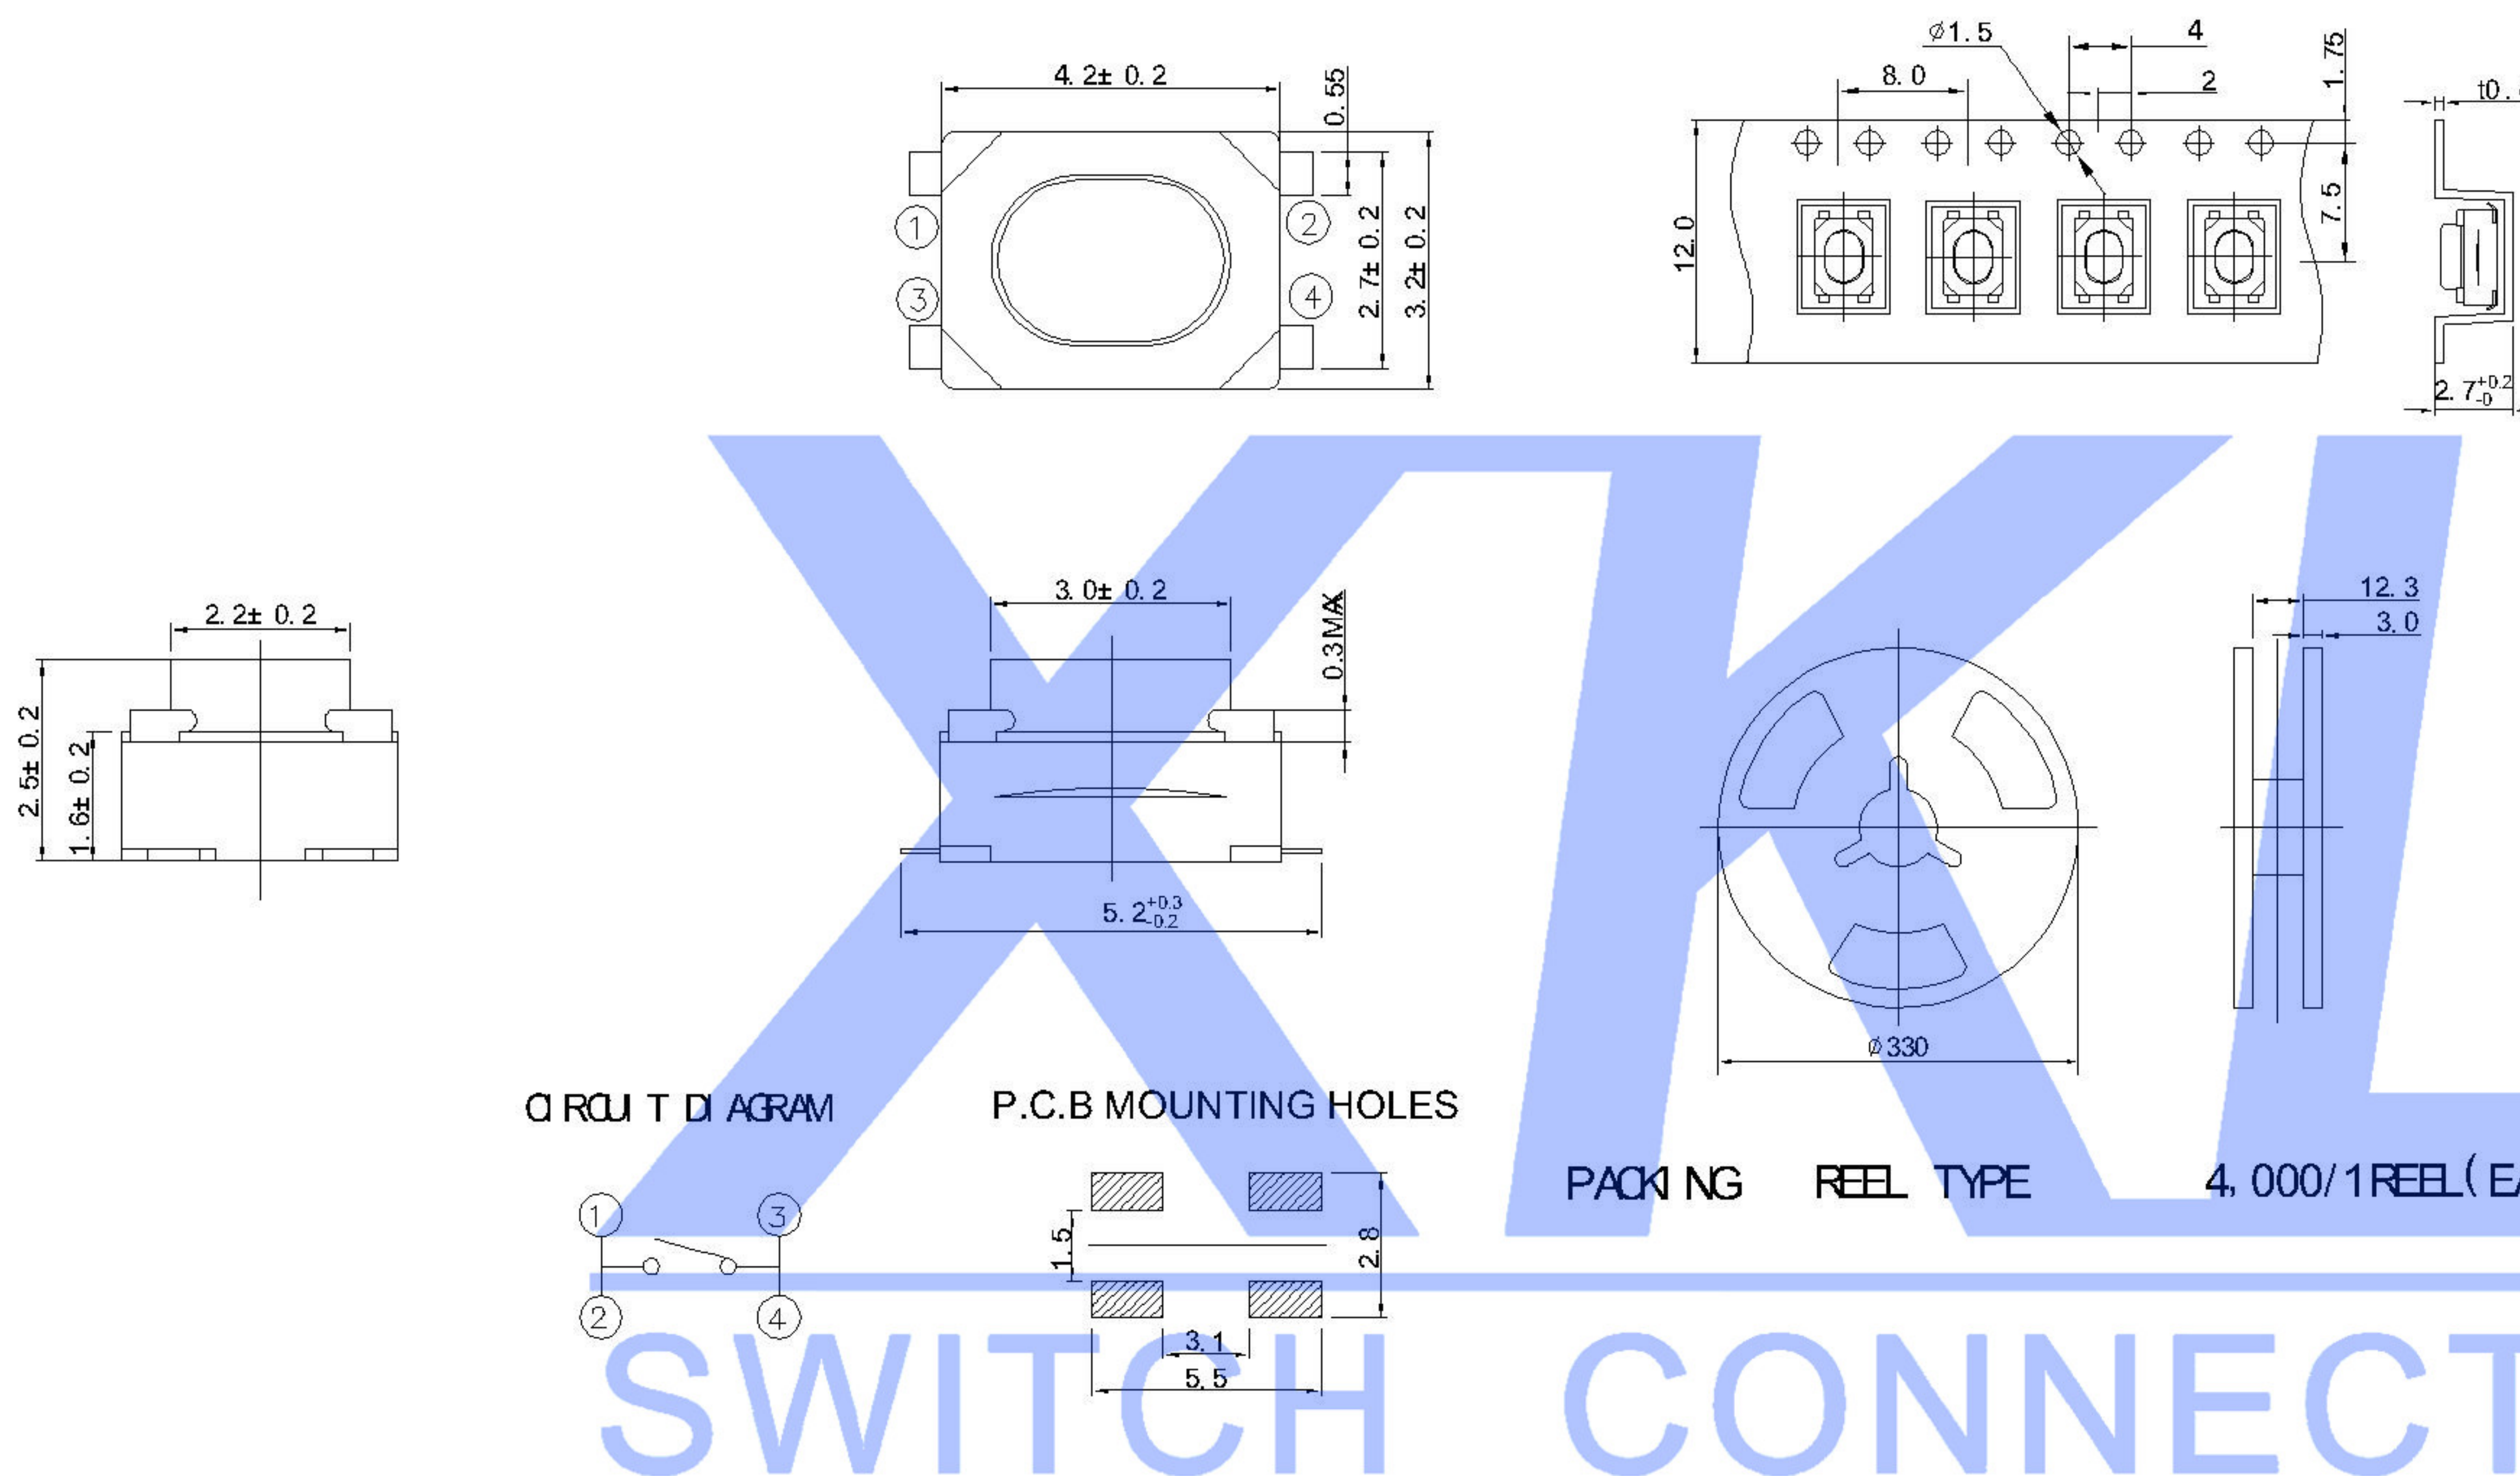 4.2± 0.2
0.55
2.7± 0.2
3.2± 0.2
1
2
3
4
ø1.5
4
8.0
2
1.75
7.5
12.0
t0.
2.7 +0.2 -0
2.2± 0.2
2.5± 0.2
1.6± 0.2
3.0± 0.2
0.3MAX
5.2 +0.3 -0.2
12.3
3.0
ø330
CIRCUIT DIAGRAM
P.C.B MOUNTING HOLES
PACKING REEL TYPE 4,000/1REEL(EA
1
3
2
4
1.5
2.8
3.1
5.5
XKL
SWITCH CONNECT